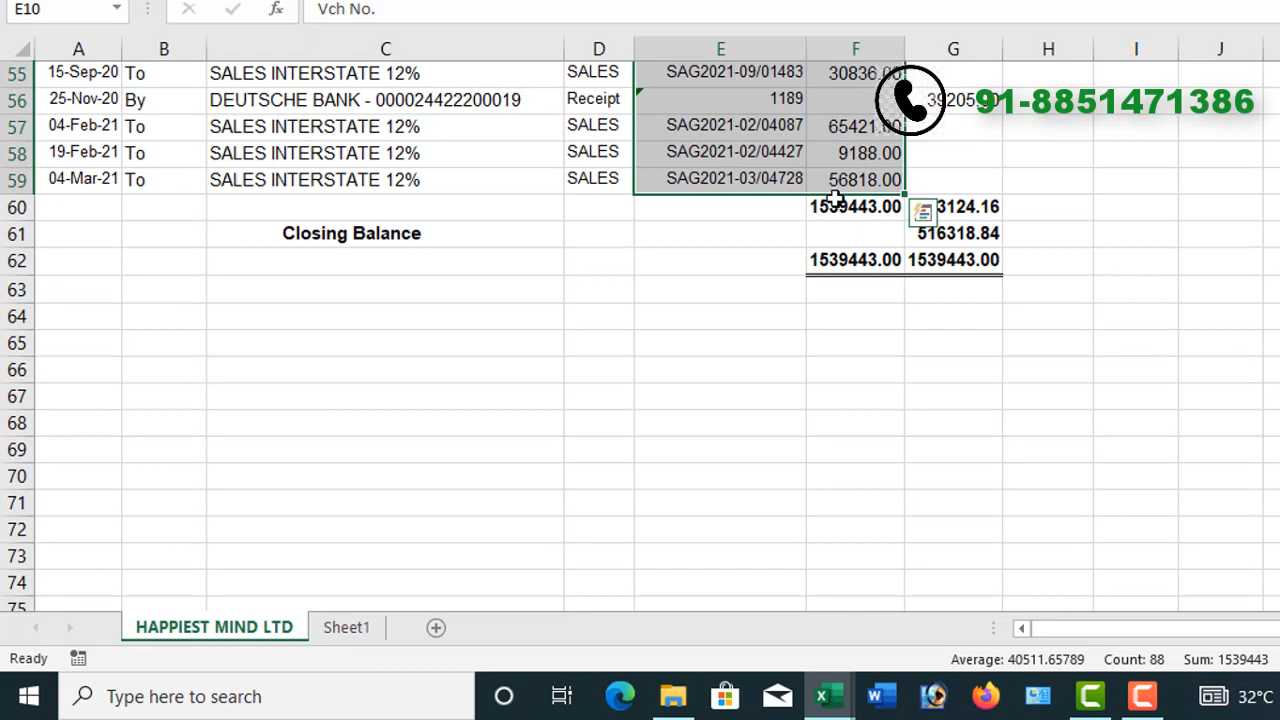 E10 fx Vch No.
A B C D E F G H I J
55 15-Sep-20 To SALES INTERSTATE 12% SALES SAG2021-09/01483 30836.00
56 25-Nov-20 By DEUTSCHE BANK - 000024422200019 Receipt 1189
91-8851471386
57 04-Feb-21 To SALES INTERSTATE 12% SALES SAG2021-02/04087 65421.00
58 19-Feb-21 To SALES INTERSTATE 12% SALES SAG2021-02/04427 9188.00
59 04-Mar-21 To SALES INTERSTATE 12% SALES SAG2021-03/04728 56818.00
60 1539443.00
61 Closing Balance 516318.84
62 1539443.00 1539443.00
63
64
65
66
67
68
69
70
71
72
73
74
75
HAPPIEST MIND LTD Sheet1
Ready Average: 40511.65789 Count: 88 Sum: 1539443
Type here to search 32°C